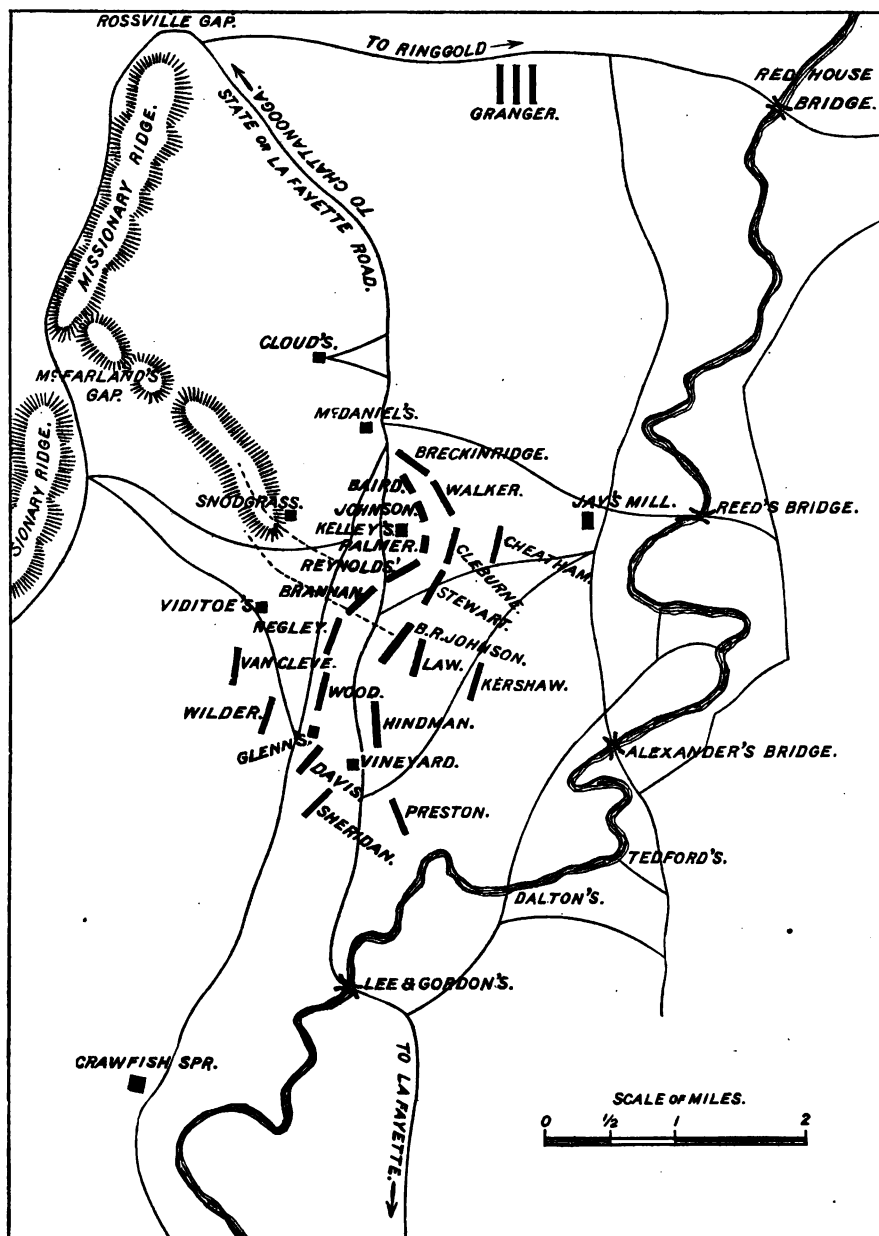 ROSSVILLE GAP.
TO RINGGOLD
RED HOUSE
BRIDGE.
GRANGER.
TO CHATTANOOGA.
STATE OR LA FAYETTE ROAD.
MISSIONARY RIDGE.
CLOUD'S.
McFARLAND'S
GAP.
McDANIEL'S.
SIONARY RIDGE.
BRECKINRIDGE.
BAIRD.
WALKER.
SNODGRASS.
JOHNSON.
JAY'S MILL.
REED'S BRIDGE.
KELLEY'S
PALMER.
CHEATHAM.
CLEBURNE.
REYNOLDS'
STEWART.
BRANNAN.
VIDITOE'S
NEGLEY.
B.R. JOHNSON.
VAN CLEVE.
LAW.
KERSHAW.
WOOD.
WILDER.
HINDMAN.
GLENN'S.
ALEXANDER'S BRIDGE.
VINEYARD.
DAVIS.
PRESTON.
SHERIDAN.
TEDFORD'S.
DALTON'S.
LEE & GORDON'S.
CRAWFISH SPR.
TO LA FAYETTE.
SCALE OF MILES.
0 1/2 1 2